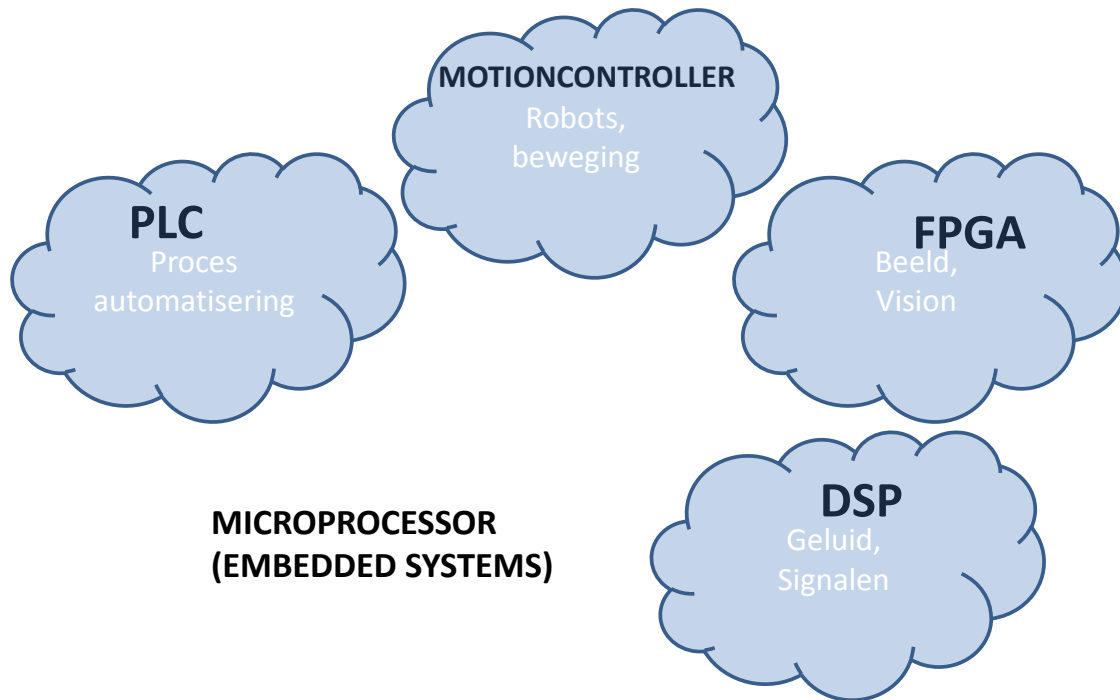 MOTIONCONTROLLER
Robots,
beweging
PLC
Proces
automatisering
FPGA
Beeld,
Vision
DSP
Geluid,
Signalen
MICROPROCESSOR
(EMBEDDED SYSTEMS)